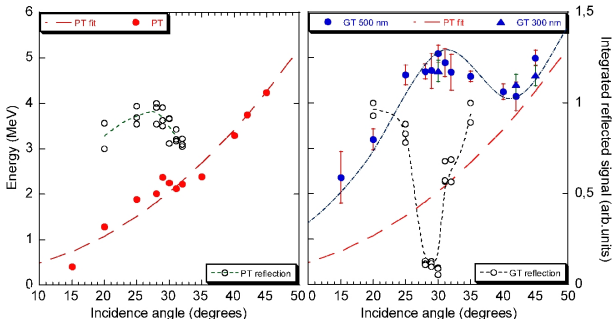 PT fit PT
GT 500 nm PT fit GT 300 nm
6
5
4
3
2
1
0
Energy (MeV)
PT reflection
10 15 20 25 30 35 40 45 50
Incidence angle (degrees)
GT reflection
10 15 20 25 30 35 40 45 50
Incidence angle (degrees)
1,5
1
0,5
0
Integrated reflected signal (arb.units)